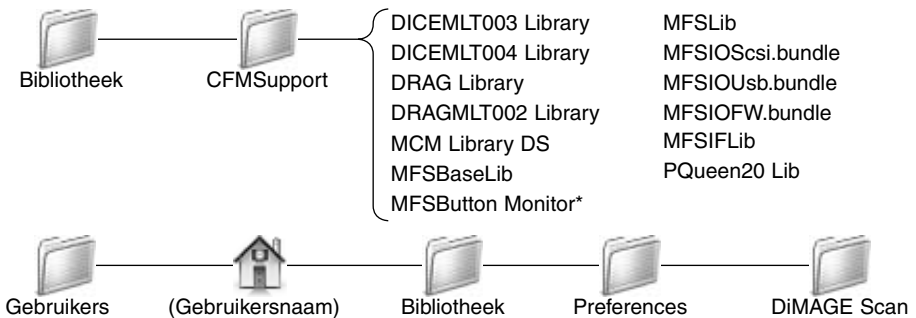 Bibliotheek
CFMSupport
DICEMLT003 Library
DICEMLT004 Library
DRAG Library
DRAGMLT002 Library
MCM Library DS
MFSBaseLib
MFSButton Monitor*
MFSLib
MFSIOScsi.bundle
MFSIOUsb.bundle
MFSIOFW.bundle
MFSIFLib
PQueen20 Lib
Gebruikers
(Gebruikersnaam)
Bibliotheek
Preferences
DiMAGE Scan